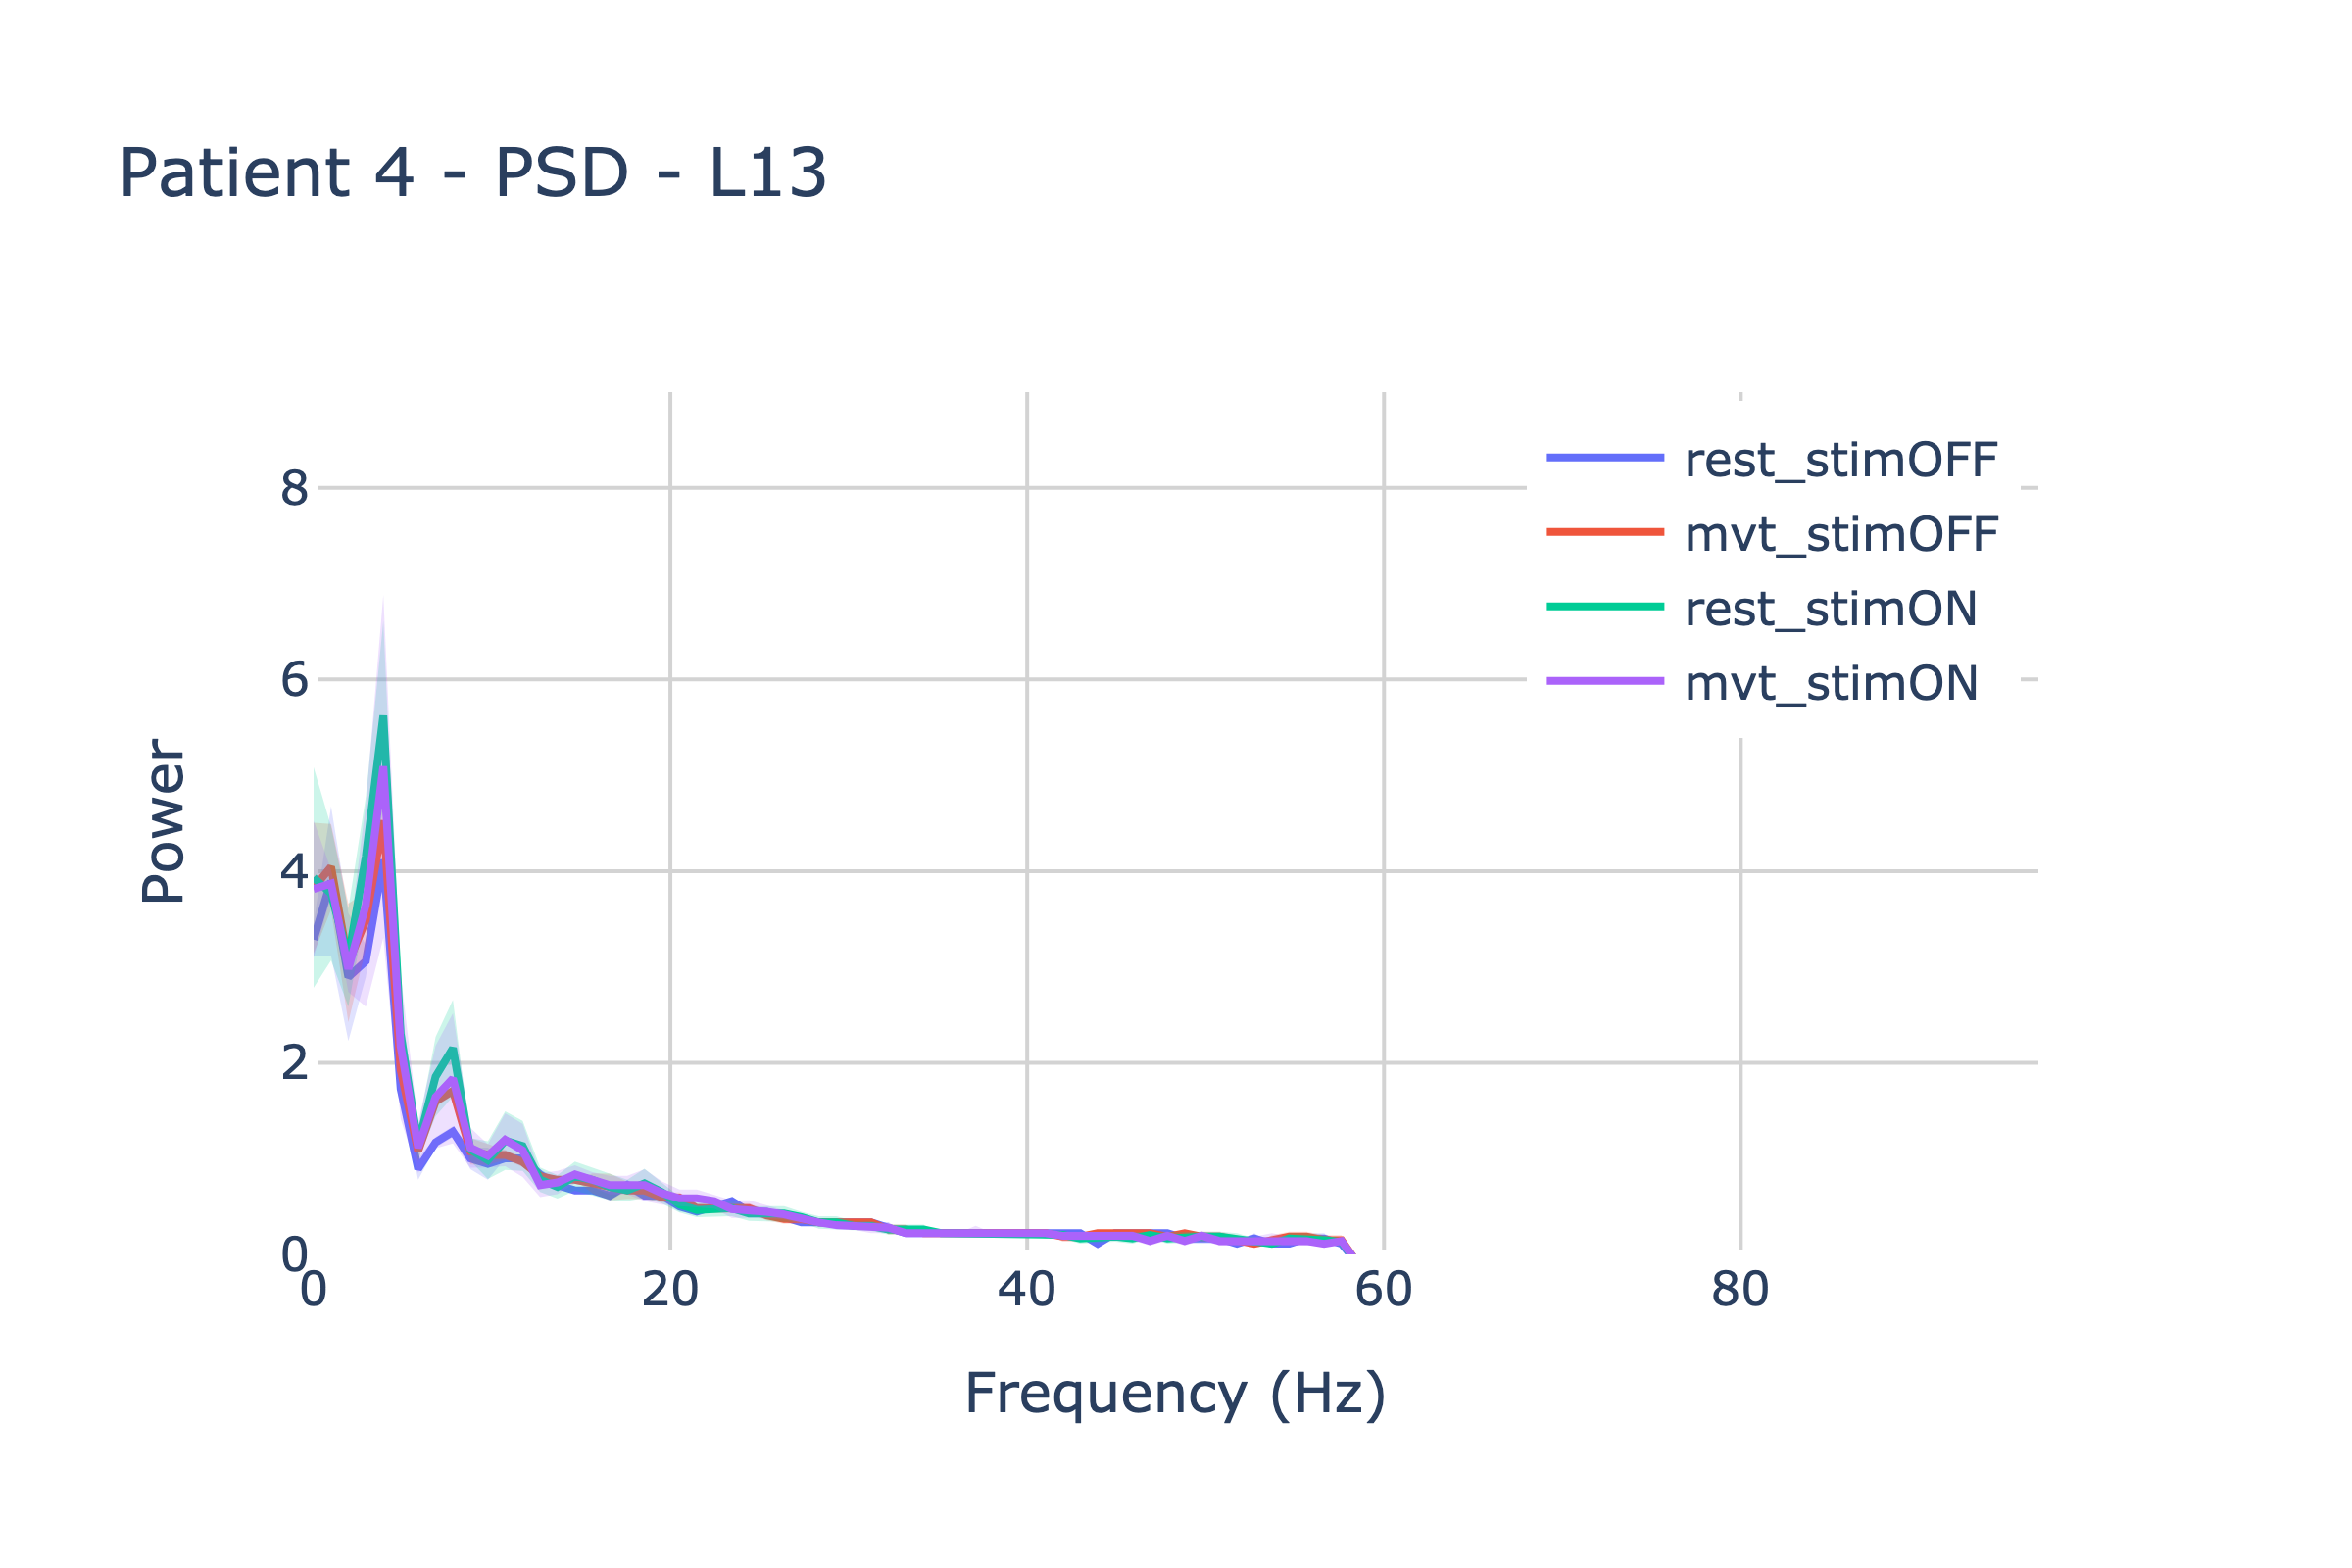 Patient 4 - PSD - L13
rest_stimOFF
mvt_stimOFF
rest_stimON
mvt_stimON
8
6
4
2
0
Power
0 20 40 60 80
Frequency (Hz)